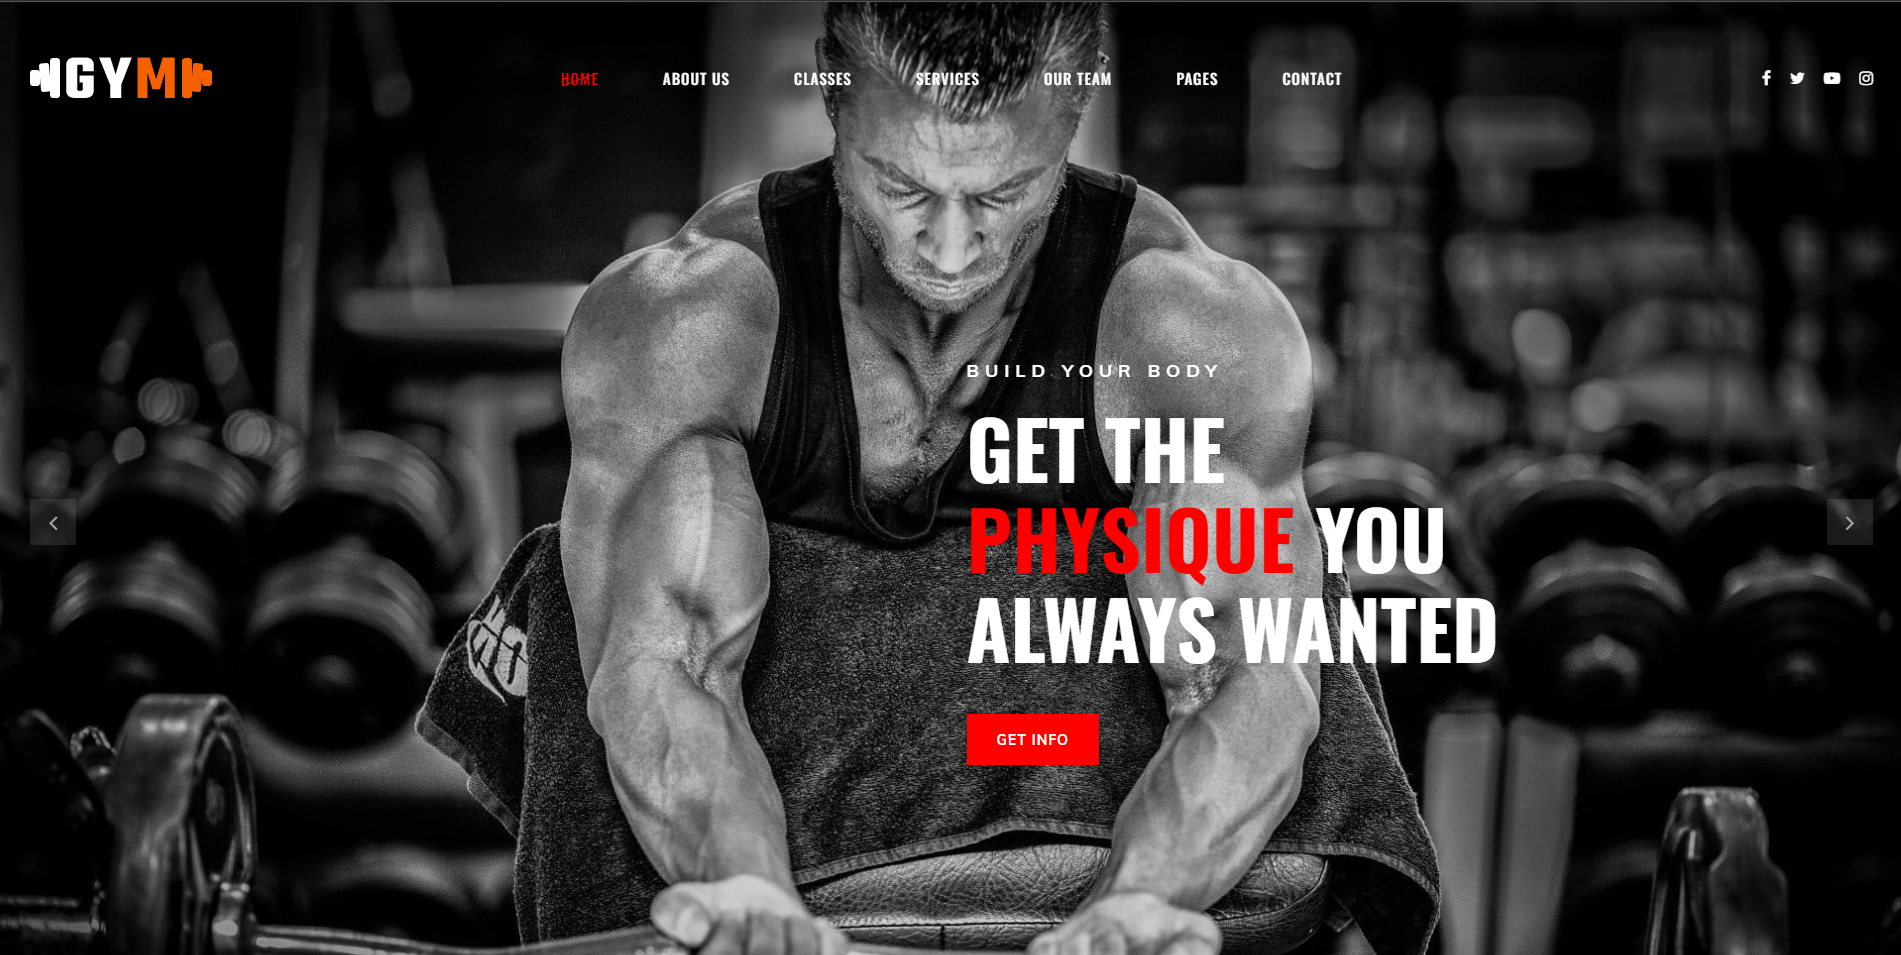 GYM
HOME ABOUT US CLASSES SERVICES OUR TEAM PAGES CONTACT
BUILD YOUR BODY
GET THE
PHYSIQUE YOU
ALWAYS WANTED
GET INFO